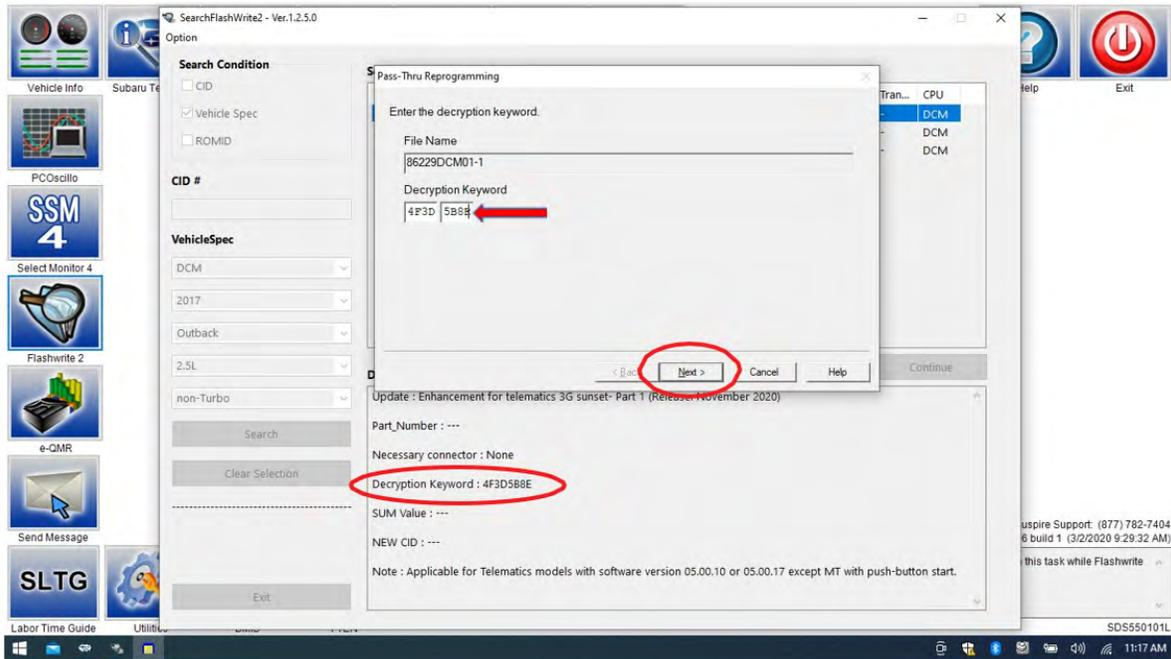 SearchFlashWrite2 - Ver.1.2.5.0
Option
Vehicle Info
Subaru Te
PCOscillo
SSM
4
Select Monitor 4
Flashwrite 2
e-QMR
Send Message
SLTG
Labor Time Guide
Utilities
Search Condition
CID
Vehicle Spec
ROMID
CID #
VehicleSpec
DCM
2017
Outback
2.5L
non-Turbo
Search
Clear Selection
Exit
Pass-Thru Reprogramming
Enter the decryption keyword.
File Name
86229DCM01-1
Decryption Keyword
4F3D 5B8E
< Back
Next >
Cancel
Help
Tran... CPU
- DCM
- DCM
- DCM
Continue
Update : Enhancement for telematics 3G sunset- Part 1 (Release: November 2020)
Part_Number : ---
Necessary connector : None
Decryption Keyword : 4F3D5B8E
SUM Value : ---
NEW CID : ---
Note : Applicable for Telematics models with software version 05.00.10 or 05.00.17 except MT with push-button start.
Help
Exit
uspire Support: (877) 782-7404
6 build 1 (3/2/2020 9:29:32 AM)
this task while Flashwrite
SDS550101L
11:17 AM